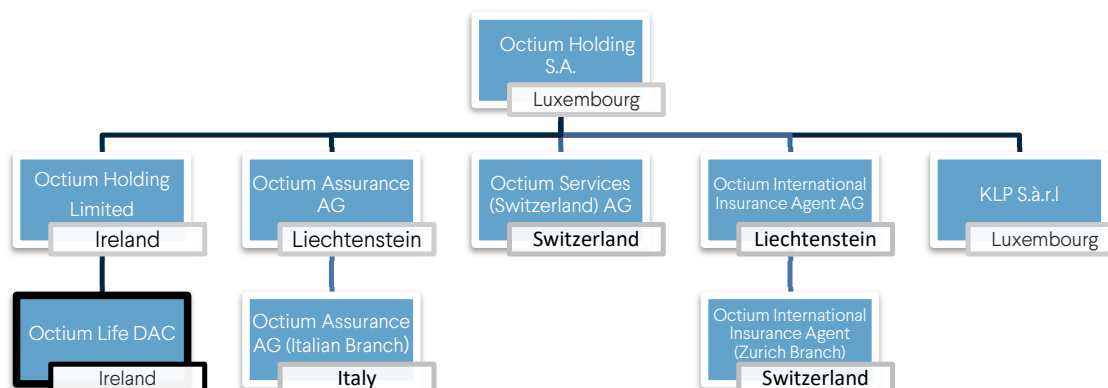 Octium Holding
S.A.
Luxembourg
Octium Holding
Limited
Ireland
Octium Assurance
AG
Liechtenstein
Octium Services
(Switzerland) AG
Switzerland
Octium International
Insurance Agent AG
Liechtenstein
KLP S.à.r.l
Luxembourg
Octium Life DAC
Ireland
Octium Assurance
AG (Italian Branch)
Italy
Octium International
Insurance Agent
(Zurich Branch)
Switzerland